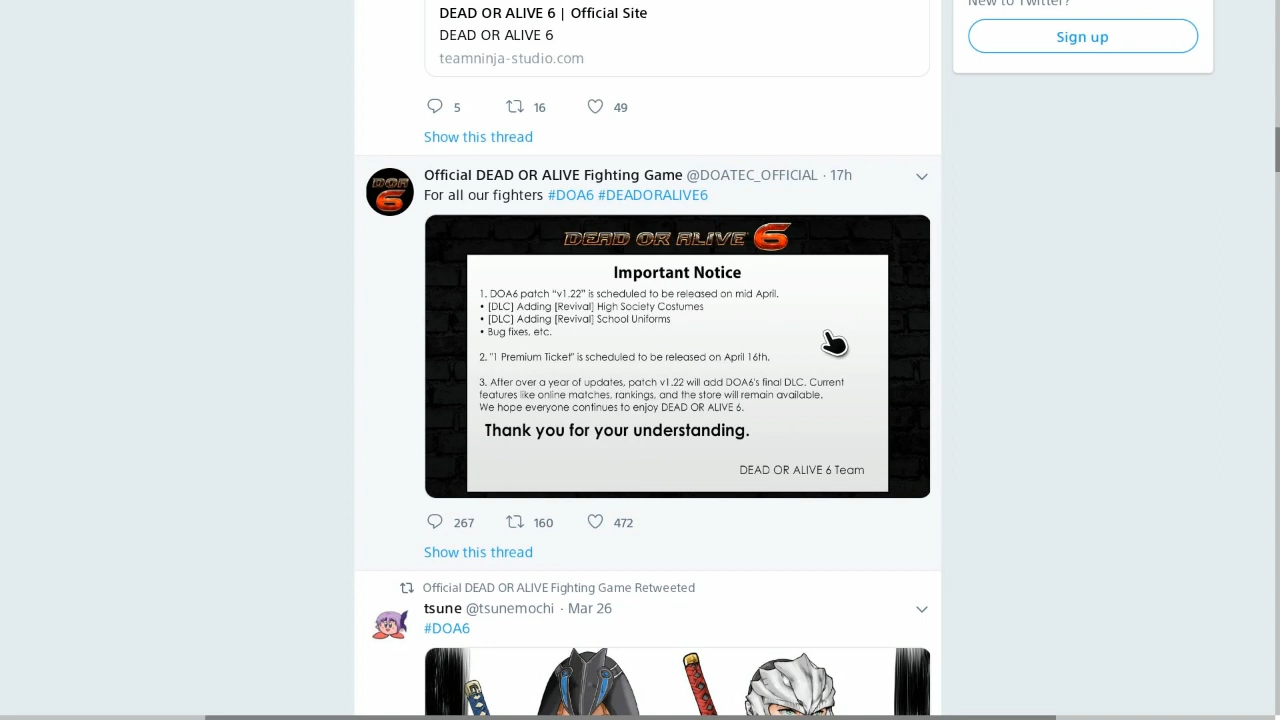 New to Twitter?
Sign up
DEAD OR ALIVE 6 | Official Site
DEAD OR ALIVE 6
teamninja-studio.com
5 16 49
Show this thread
Official DEAD OR ALIVE Fighting Game @DOATEC_OFFICIAL · 17h
For all our fighters #DOA6 #DEADORALIVE6
DOA
6
DEAD OR ALIVE 6
Important Notice
1. DOA6 patch “v1.22” is scheduled to be released on mid April.
• [DLC] Adding [Revival] High Society Costumes
• [DLC] Adding [Revival] School Uniforms
• Bug fixes, etc.
2. "1 Premium Ticket" is scheduled to be released on April 16th.
3. After over a year of updates, patch v1.22 will add DOA6's final DLC. Current
features like online matches, rankings, and the store will remain available.
We hope everyone continues to enjoy DEAD OR ALIVE 6.
Thank you for your understanding.
DEAD OR ALIVE 6 Team
267 160 472
Show this thread
Official DEAD OR ALIVE Fighting Game Retweeted
tsune @tsunemochi · Mar 26
#DOA6